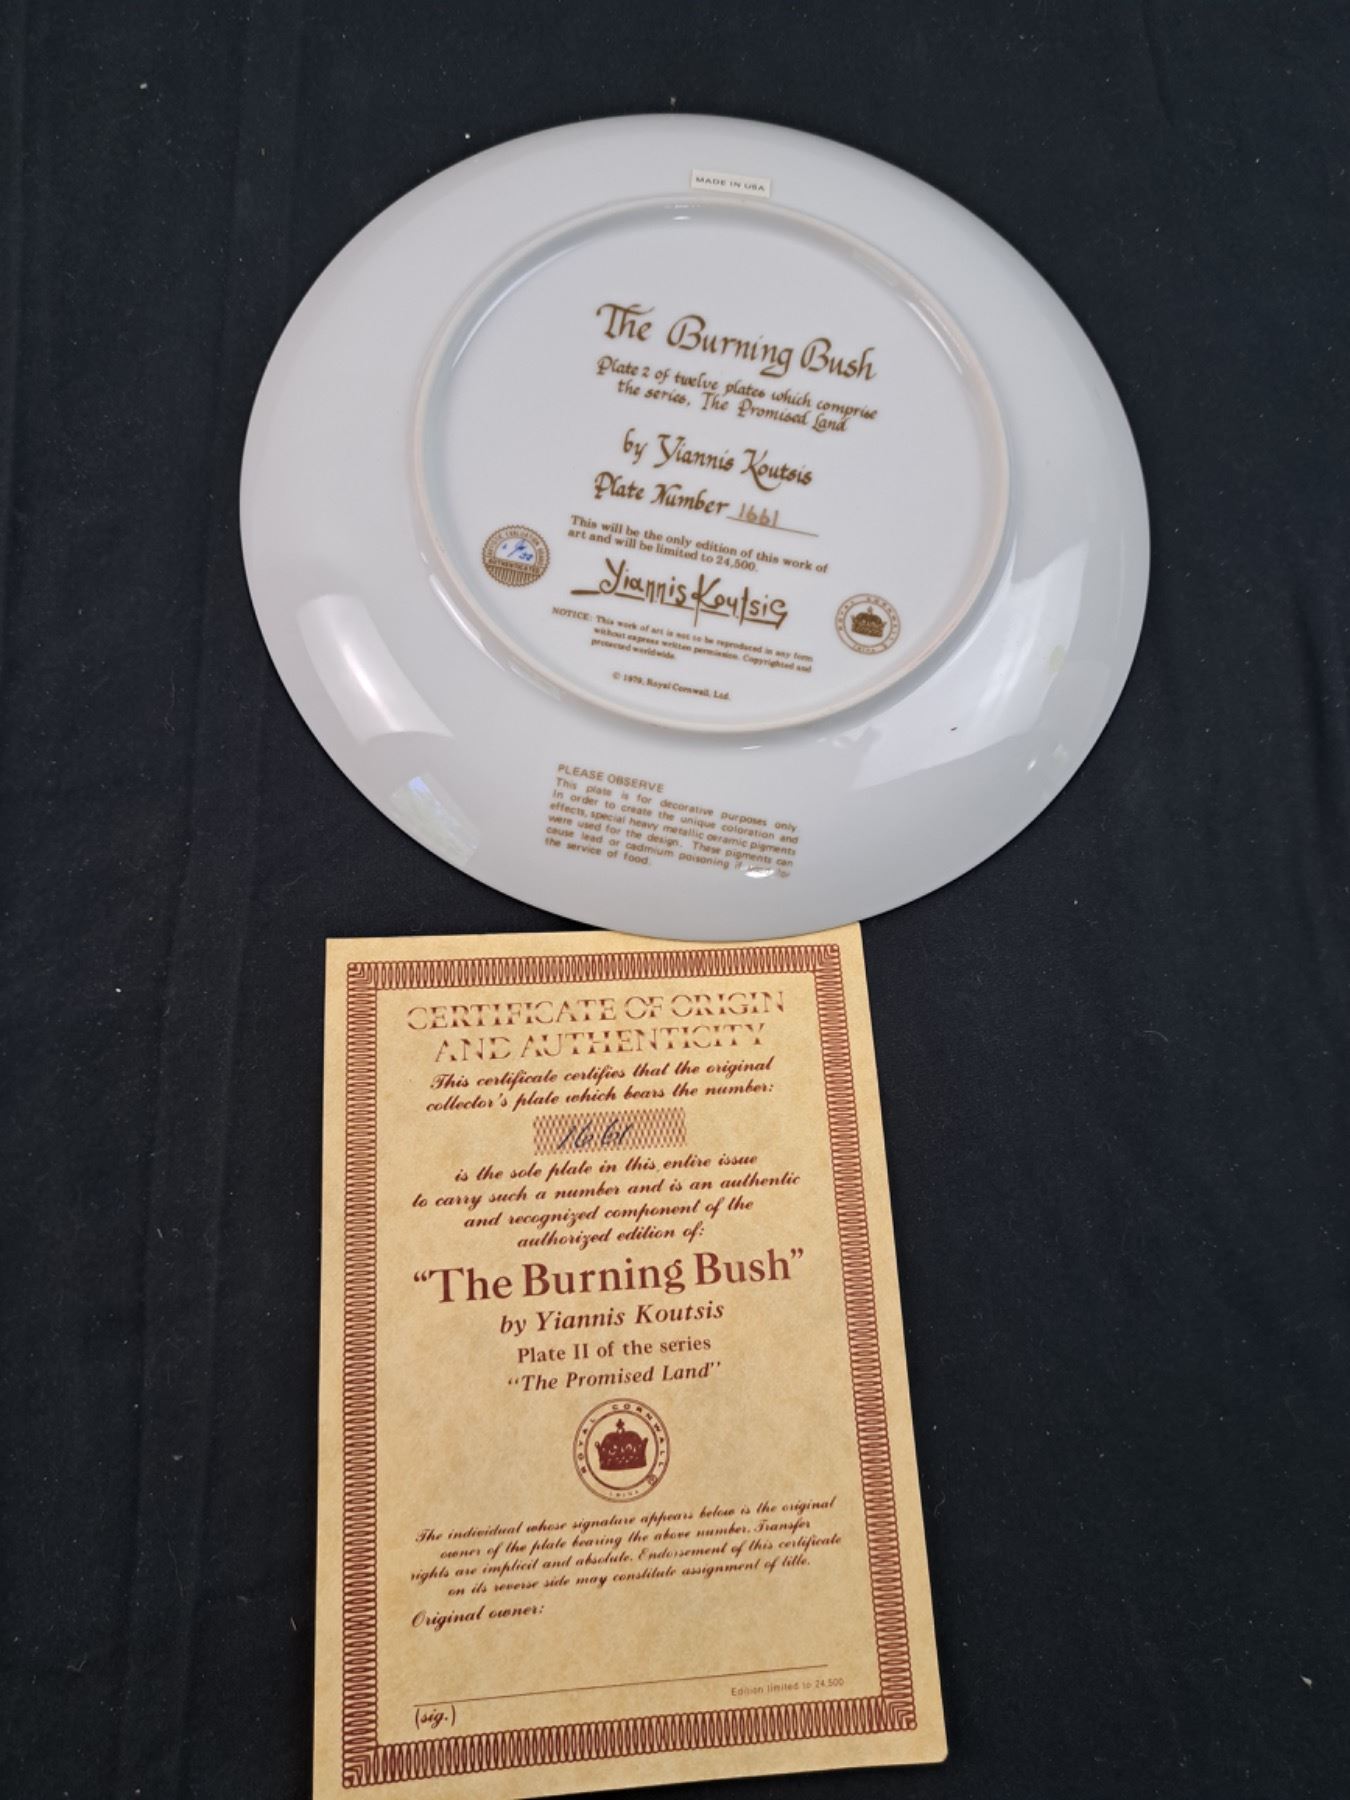 MADE IN USA
The Burning Bush
Plate 2 of twelve plates which comprise
the series, The Promised Land
by Yiannis Koutsis
Plate Number 1661
This will be the only edition of this work of
art and will be limited to 24,500.
Yiannis Koutsis
NOTICE: This work of art is not to be reproduced in any form
without express written permission. Copyrighted and
protected worldwide.
© 1979, Royal Cornwall, Ltd.
AUTHENTICATED
ROYAL CORNWALL
CHINA
PLEASE OBSERVE
This plate is for decorative purposes only
In order to create the unique coloration and
effects, special heavy metallic ceramic pigments
were used for the design. These pigments can
cause lead or cadmium poisoning if for
the service of food.
CERTIFICATE OF ORIGIN
AND AUTHENTICITY
This certificate certifies that the original
collector's plate which bears the number:
1661
is the sole plate in this entire issue
to carry such a number and is an authentic
and recognized component of the
authorized edition of:
"The Burning Bush"
by Yiannis Koutsis
Plate II of the series
"The Promised Land"
ROYAL CORNWALL
CHINA
The individual whose signature appears below is the original
owner of the plate bearing the above number. Transfer
rights are implicit and absolute. Endorsement of this certificate
on its reverse side may constitute assignment of title.
Original owner:
Edition limited to 24,500
(sig.)